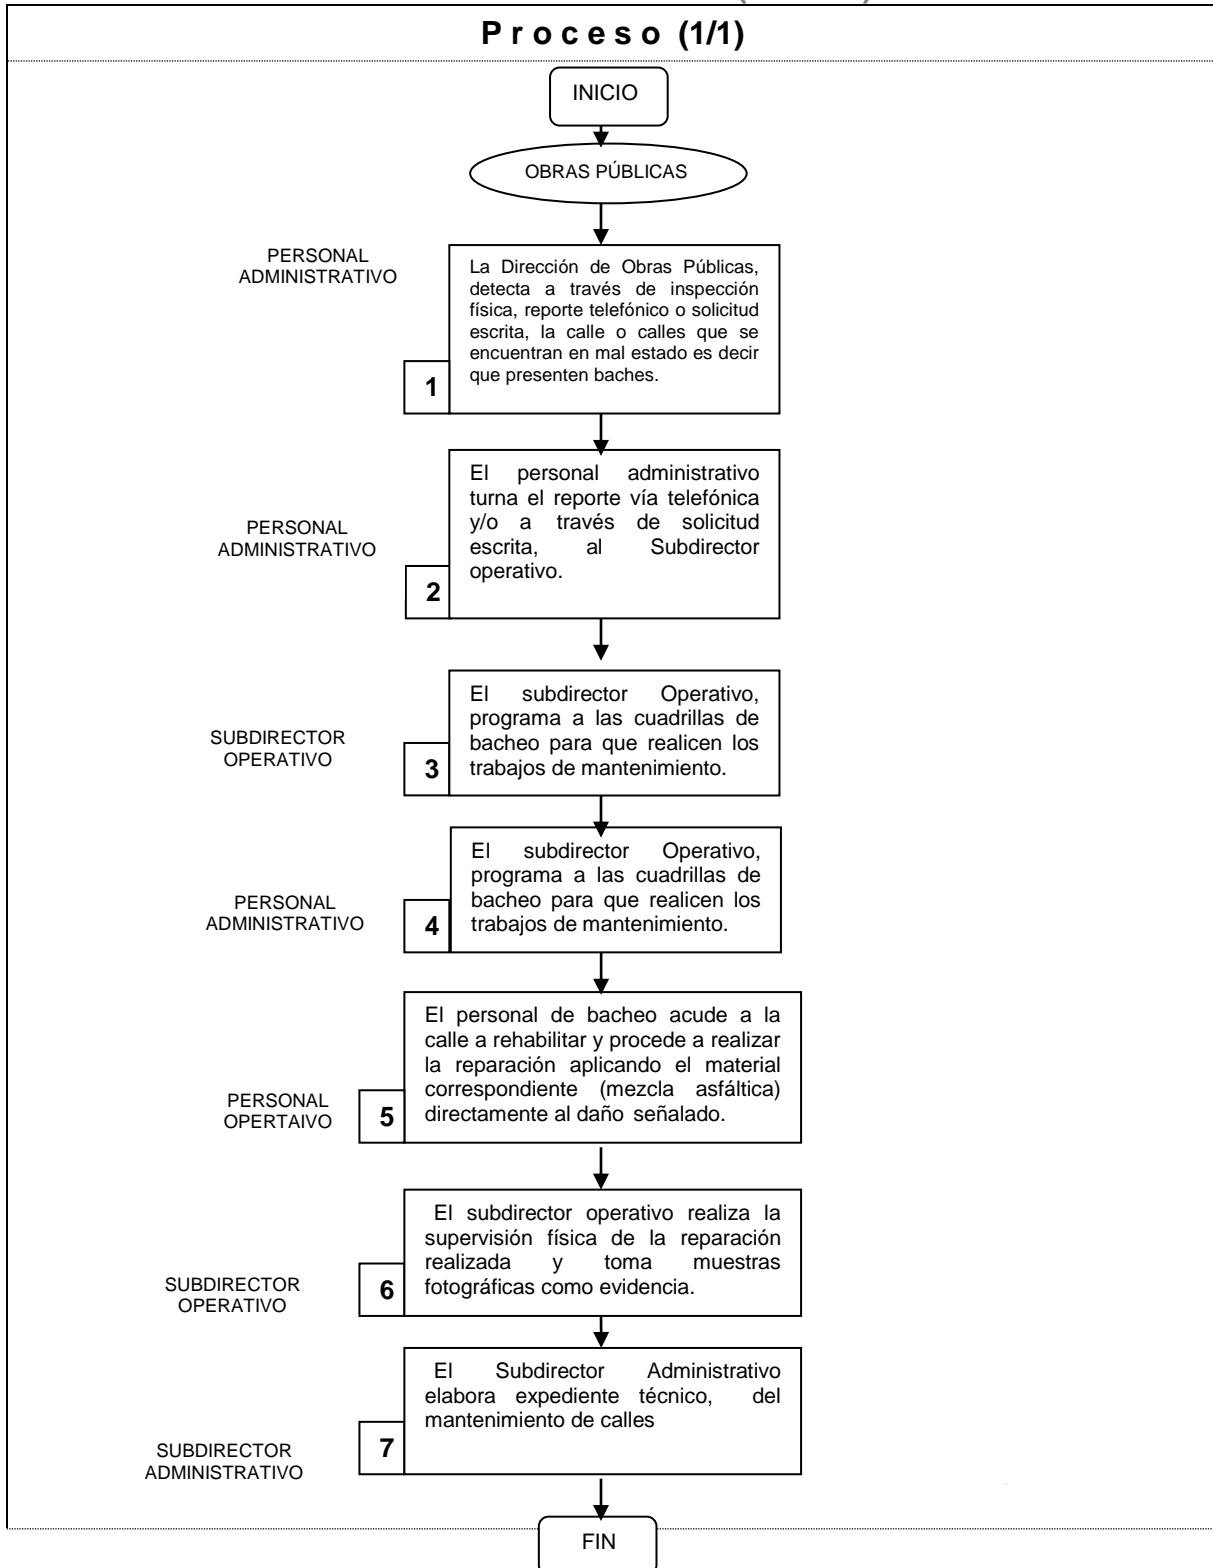 P r o c e s o (1/1)
INICIO
OBRAS PÚBLICAS
PERSONAL
ADMINISTRATIVO
La Dirección de Obras Públicas,
detecta a través de inspección
física, reporte telefónico o solicitud
escrita, la calle o calles que se
encuentran en mal estado es decir
que presenten baches.
1
El personal administrativo
turna el reporte vía telefónica
y/o a través de solicitud
escrita, al Subdirector
operativo.
PERSONAL
ADMINISTRATIVO
2
El subdirector Operativo,
programa a las cuadrillas de
bacheo para que realicen los
trabajos de mantenimiento.
SUBDIRECTOR
OPERATIVO
3
El subdirector Operativo,
programa a las cuadrillas de
bacheo para que realicen los
trabajos de mantenimiento.
PERSONAL
ADMINISTRATIVO
4
El personal de bacheo acude a la
calle a rehabilitar y procede a realizar
la reparación aplicando el material
correspondiente (mezcla asfáltica)
directamente al daño señalado.
PERSONAL
OPERTAIVO
5
El subdirector operativo realiza la
supervisión física de la reparación
realizada y toma muestras
fotográficas como evidencia.
SUBDIRECTOR
OPERATIVO
6
El Subdirector Administrativo
elabora expediente técnico, del
mantenimiento de calles
SUBDIRECTOR
ADMINISTRATIVO
7
FIN